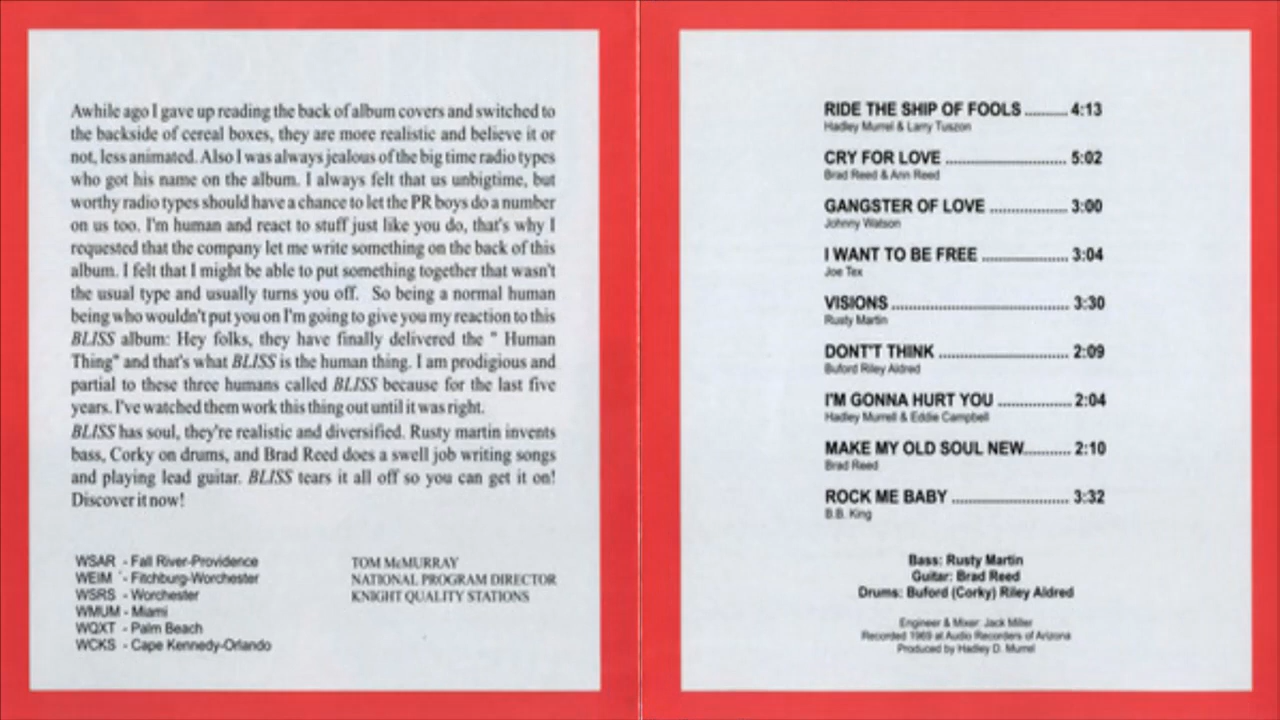 Awhile ago I gave up reading the back of album covers and switched to
the backside of cereal boxes, they are more realistic and believe it or
not, less animated. Also I was always jealous of the big time radio types
who got his name on the album. I always felt that us unbigtime, but
worthy radio types should have a chance to let the PR boys do a number
on us too. I'm human and react to stuff just like you do, that's why I
requested that the company let me write something on the back of this
album. I felt that I might be able to put something together that wasn't
the usual type and usually turns you off. So being a normal human
being who wouldn't put you on I'm going to give you my reaction to this
BLISS album: Hey folks, they have finally delivered the " Human
Thing" and that's what BLISS is the human thing. I am prodigious and
partial to these three humans called BLISS because for the last five
years. I've watched them work this thing out until it was right.
BLISS has soul, they're realistic and diversified. Rusty martin invents
bass, Corky on drums, and Brad Reed does a swell job writing songs
and playing lead guitar. BLISS tears it all off so you can get it on!
Discover it now!
WSAR - Fall River-Providence
WEIM - Fitchburg-Worchester
WSRS - Worchester
WMUM - Miami
WQXT - Palm Beach
WCKS - Cape Kennedy-Orlando
TOM McMURRAY
NATIONAL PROGRAM DIRECTOR
KNIGHT QUALITY STATIONS
RIDE THE SHIP OF FOOLS .......... 4:13
Hadley Murrel & Larry Tuszon
CRY FOR LOVE ............................. 5:02
Brad Reed & Ann Reed
GANGSTER OF LOVE ................... 3:00
Johnny Watson
I WANT TO BE FREE ..................... 3:04
Joe Tex
VISIONS ........................................... 3:30
Rusty Martin
DONT'T THINK ............................... 2:09
Buford Riley Aldred
I'M GONNA HURT YOU .................. 2:04
Hadley Murrell & Eddie Campbell
MAKE MY OLD SOUL NEW........... 2:10
Brad Reed
ROCK ME BABY ............................ 3:32
B.B. King
Bass: Rusty Martin
Guitar: Brad Reed
Drums: Buford (Corky) Riley Aldred
Engineer & Mixer: Jack Miller
Recorded 1969 at Audio Recorders of Arizona
Produced by Hadley D. Murrel